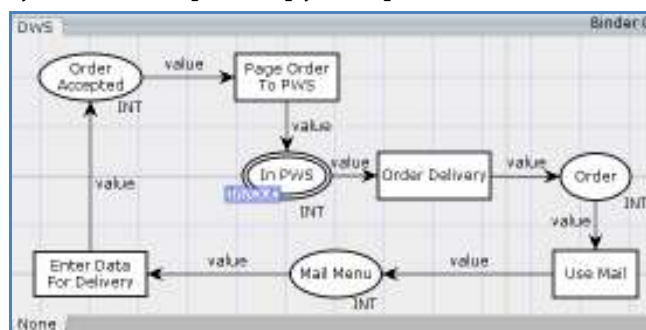 DWS
Binder
Order
Accepted
value
Page Order
To PWS
INT
value
In PWS
value
Order Delivery
value
Order
INT
INT
value
value
Enter Data
For Delivery
value
Mail Menu
value
Use Mail
INT
None